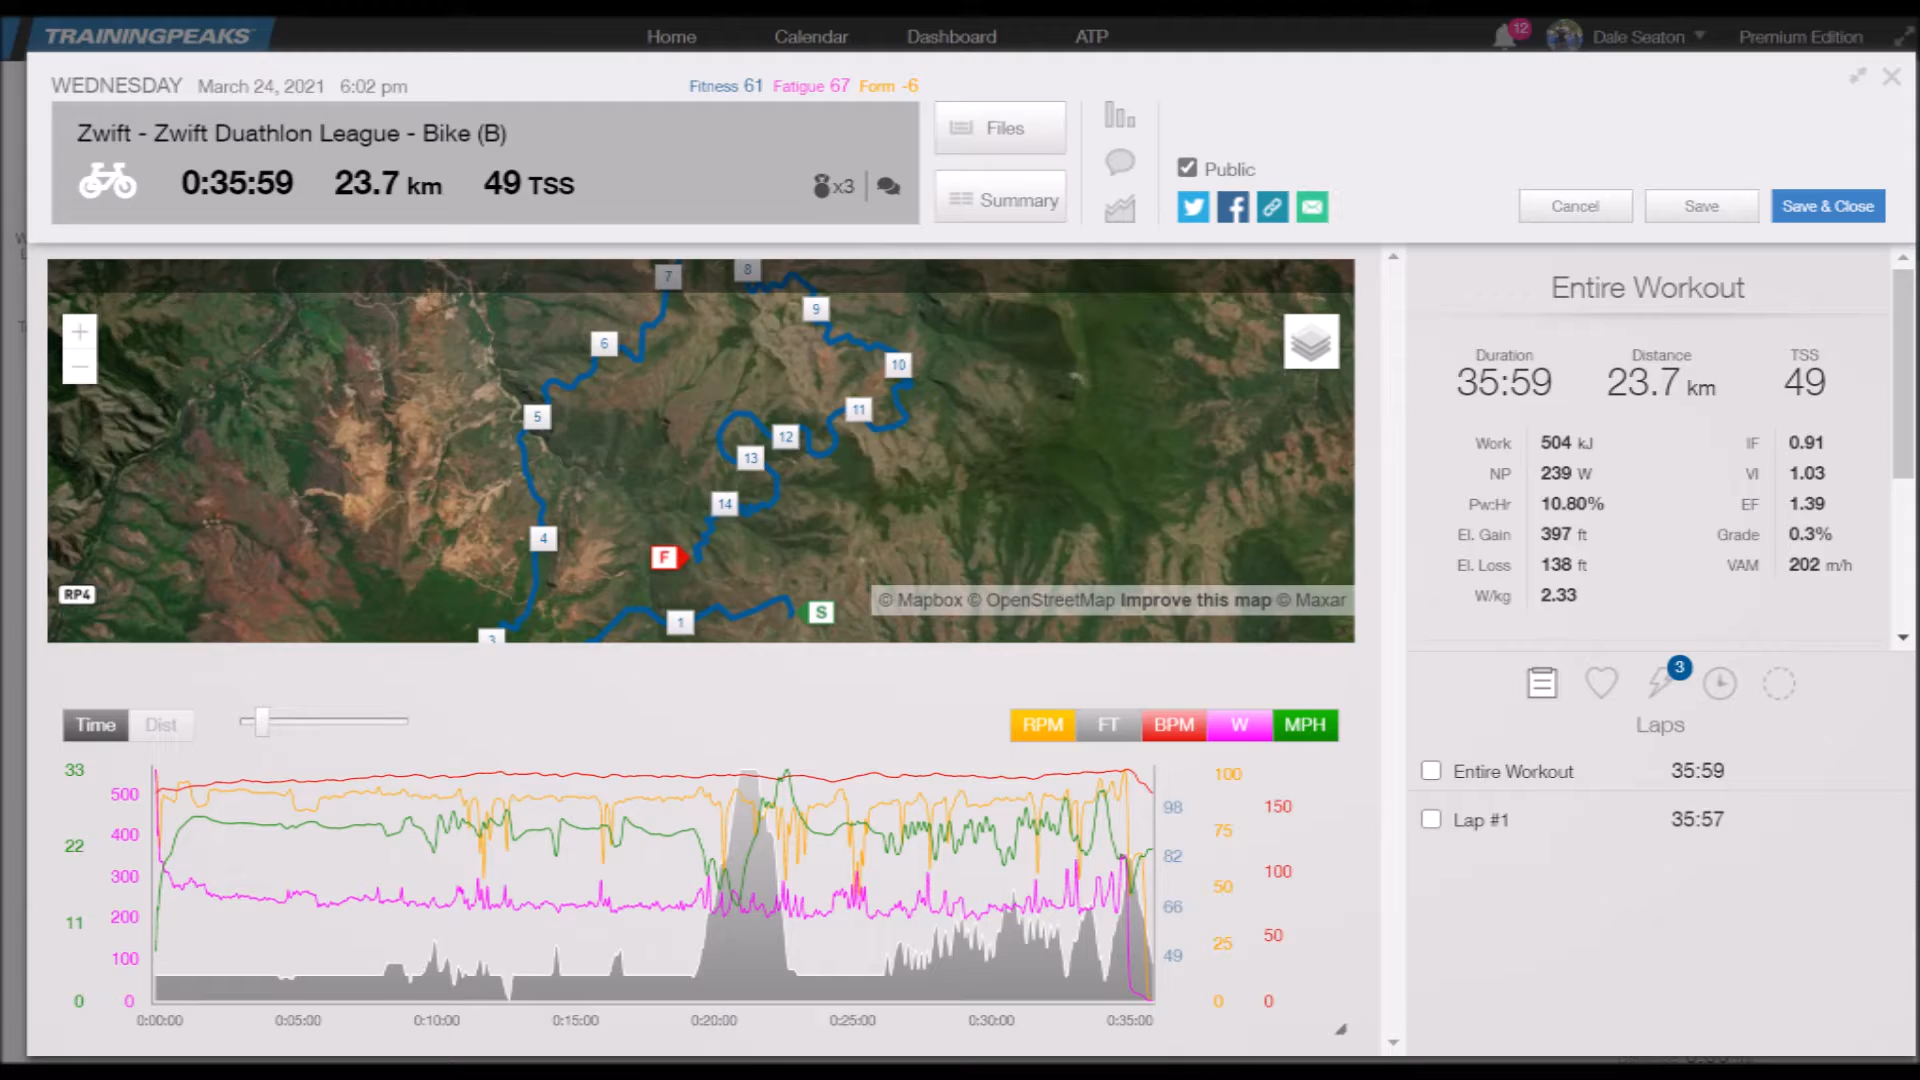 TRAININGPEAKS
Home Calendar Dashboard ATP
12 Dale Seaton Premium Edition
WEDNESDAY March 24, 2021 6:02 pm
Fitness 61 Fatigue 67 Form -6
Zwift - Zwift Duathlon League - Bike (B)
0:35:59 23.7 km 49 TSS
x3
Files
Summary
Public
Cancel Save Save & Close
7 8
9
6
10
11
5
12
13
14
4
F
RP4
S
1
3
© Mapbox © OpenStreetMap Improve this map © Maxar
Entire Workout
Duration Distance TSS
35:59 23.7 km 49
Work 504 kJ IF 0.91
NP 239 W VI 1.03
Pw:Hr 10.80% EF 1.39
El. Gain 397 ft Grade 0.3%
El. Loss 138 ft VAM 202 m/h
W/kg 2.33
3
Laps
Entire Workout 35:59
Lap #1 35:57
Time Dist
RPM FT BPM W MPH
33
22
11
0
500
400
300
200
100
0
98
82
66
49
100
75
50
25
0
150
100
50
0
0:00:00 0:05:00 0:10:00 0:15:00 0:20:00 0:25:00 0:30:00 0:35:00